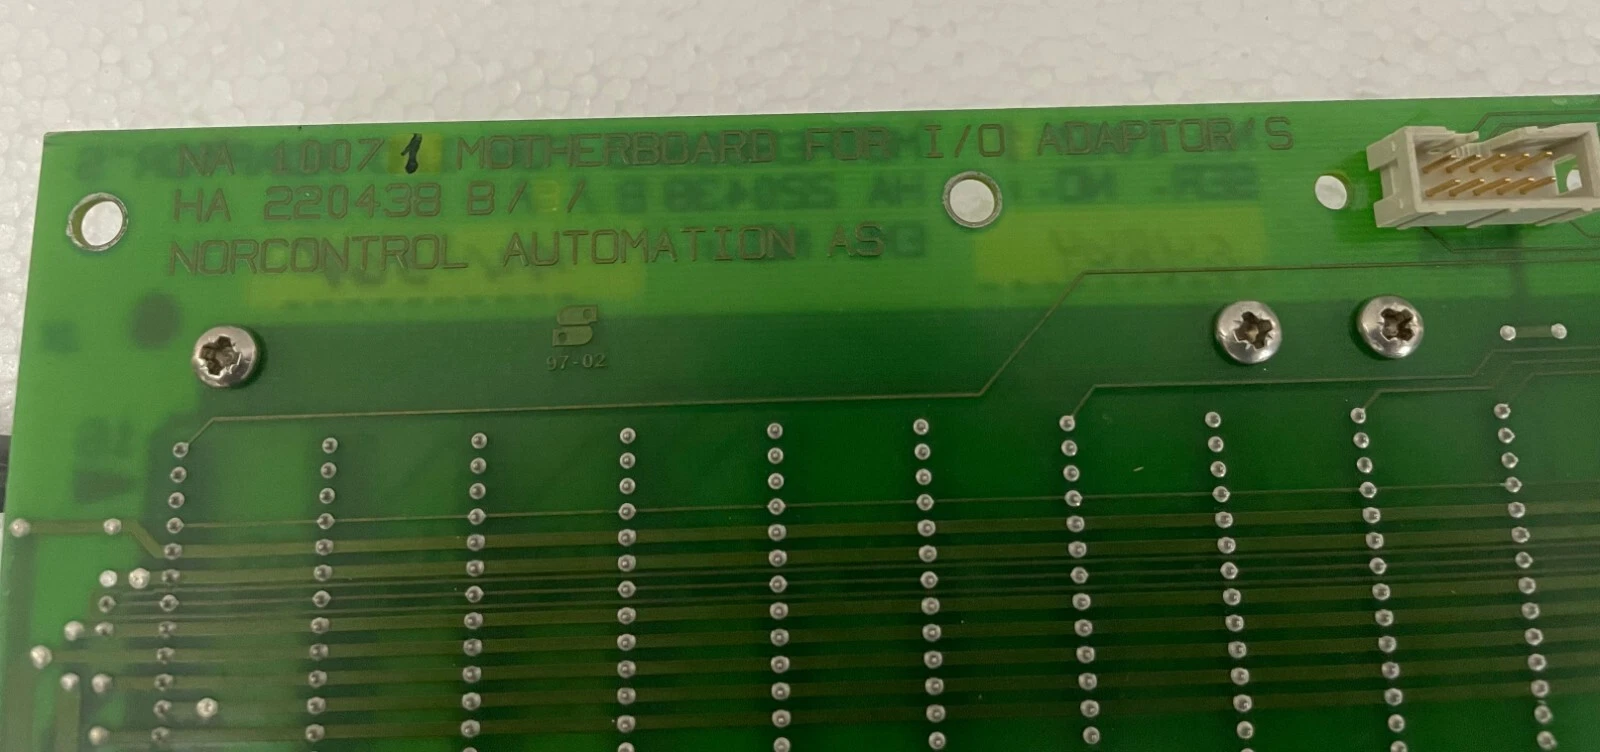 NA 10071 MOTHERBOARD FOR I/O ADAPTOR'S
HA 220438 B/ /
NORCONTROL AUTOMATION AS
97-02